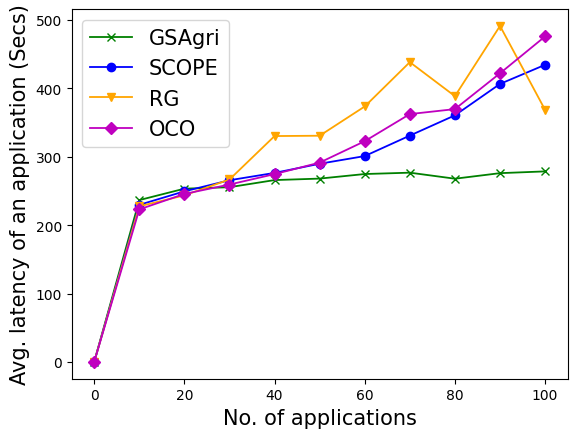 GSAgri
SCOPE
RG
OCO
Avg. latency of an application (Secs)
500
400
300
200
100
0
0 20 40 60 80 100
No. of applications